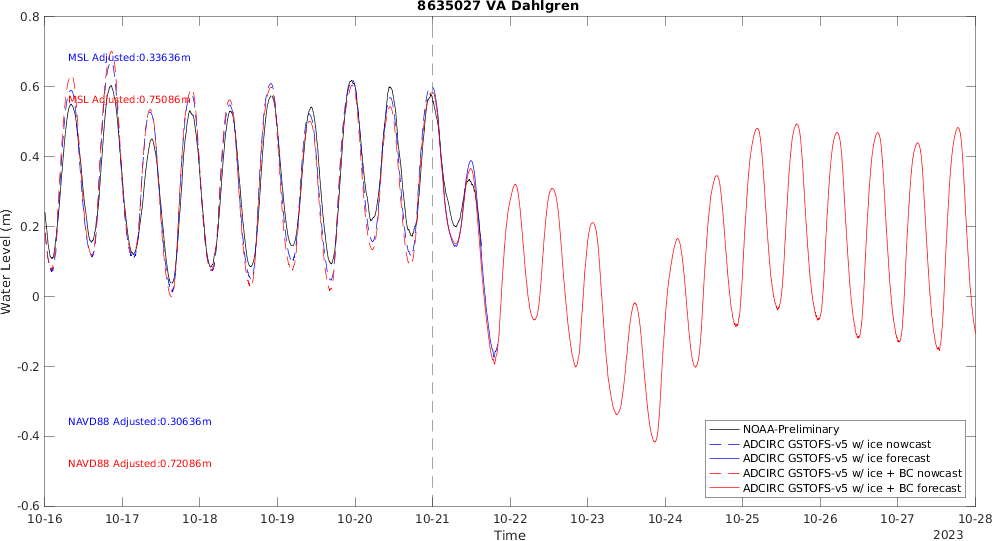 8635027 VA Dahlgren
0.8
MSL Adjusted:0.33636m
0.6
MSL Adjusted:0.75086m
0.4
0.2
0
-0.2
NAVD88 Adjusted:0.30636m
-0.4
NAVD88 Adjusted:0.72086m
-0.6
Water Level (m)
NOAA-Preliminary
ADCIRC GSTOFS-v5 w/ ice nowcast
ADCIRC GSTOFS-v5 w/ ice forecast
ADCIRC GSTOFS-v5 w/ ice + BC nowcast
ADCIRC GSTOFS-v5 w/ ice + BC forecast
10-16 10-17 10-18 10-19 10-20 10-21 10-22 10-23 10-24 10-25 10-26 10-27 10-28
Time
2023